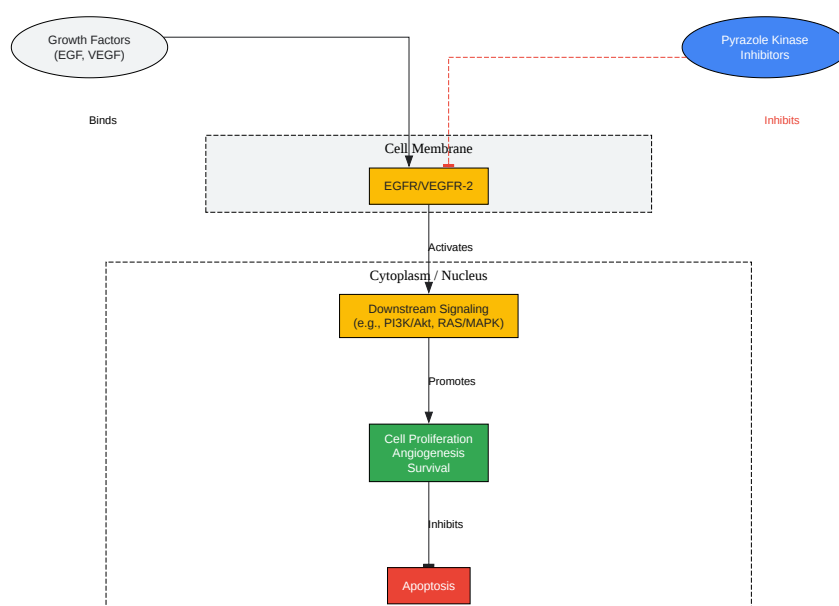 Growth Factors
(EGF, VEGF)
Pyrazole Kinase
Inhibitors
Binds
Inhibits
Cell Membrane
EGFR/VEGFR-2
Activates
Cytoplasm / Nucleus
Downstream Signaling
(e.g., PI3K/Akt, RAS/MAPK)
Promotes
Cell Proliferation
Angiogenesis
Survival
Inhibits
Apoptosis